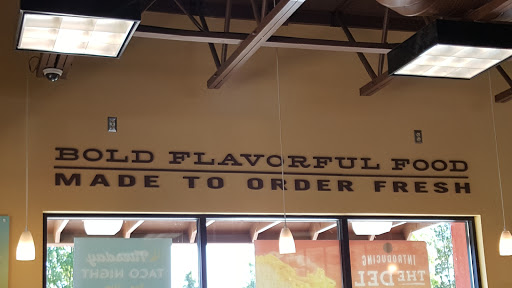 BOLD FLAVORFUL FOOD
MADE TO ORDER FRESH
Tuesday
TACO NIGHT
INTRODUCING
THE DEL